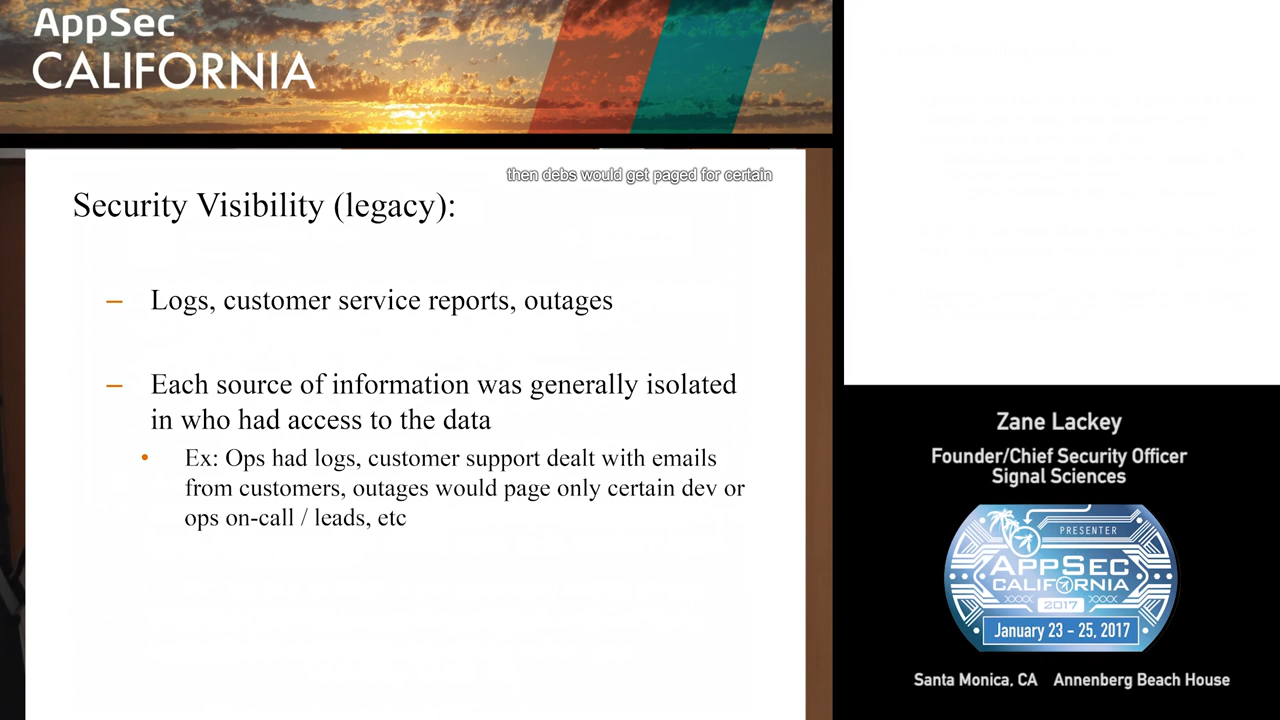 AppSec
CALIFORNIA
then debs would get paged for certain
Security Visibility (legacy):
– Logs, customer service reports, outages
– Each source of information was generally isolated
in who had access to the data
• Ex: Ops had logs, customer support dealt with emails
from customers, outages would page only certain dev or
ops on-call / leads, etc
Zane Lackey
Founder/Chief Security Officer
Signal Sciences
PRESENTER
APPSEC
CALIFORNIA
2017
January 23 - 25, 2017
Santa Monica, CA Annenberg Beach House